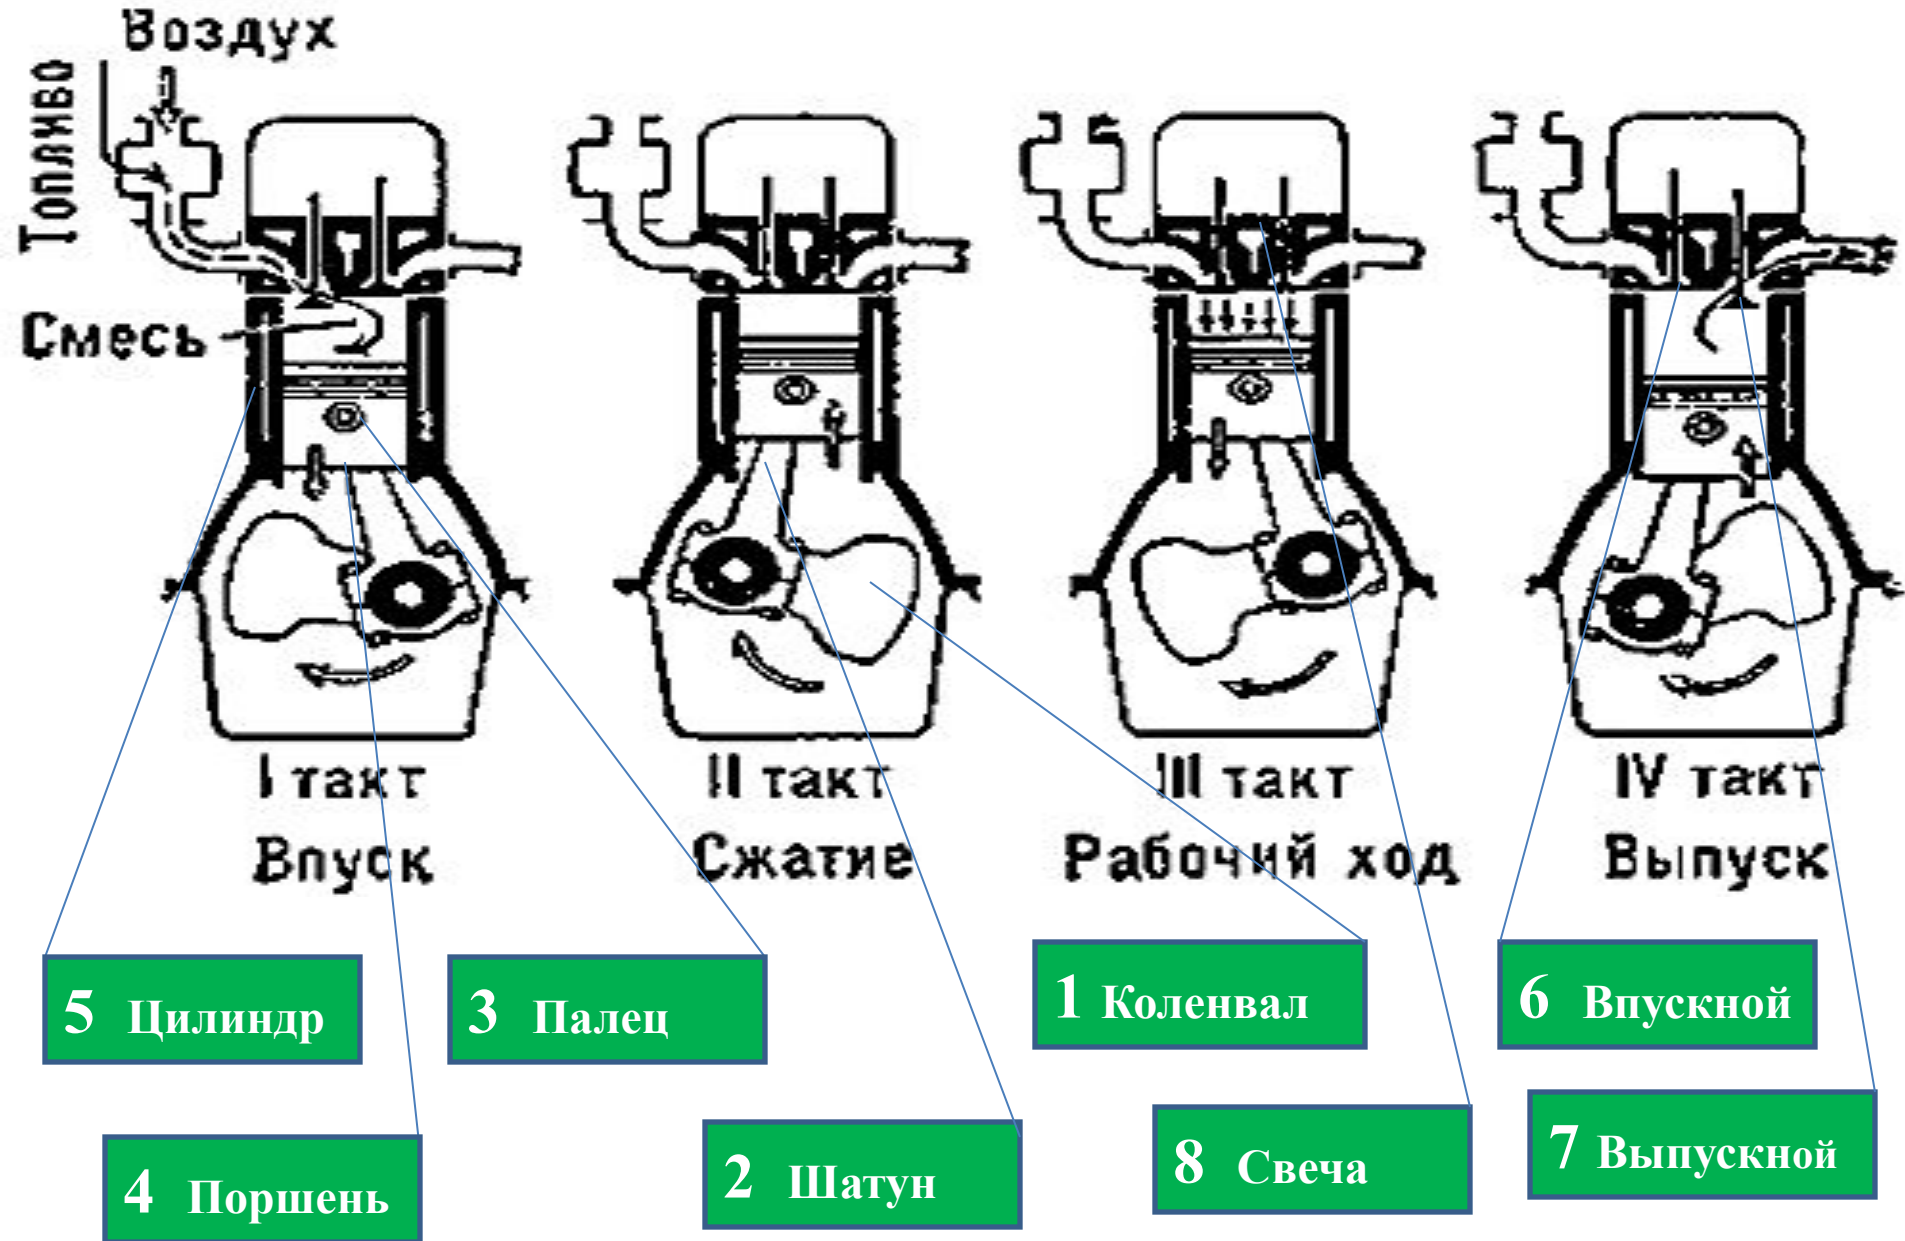 Воздух
Топливо
Смесь
I такт
Впуск
II такт
Сжатие
III такт
Рабочий ход
IV такт
Выпуск
5 Цилиндр
3 Палец
1 Коленвал
6 Впускной
4 Поршень
2 Шатун
8 Свеча
7 Выпускной